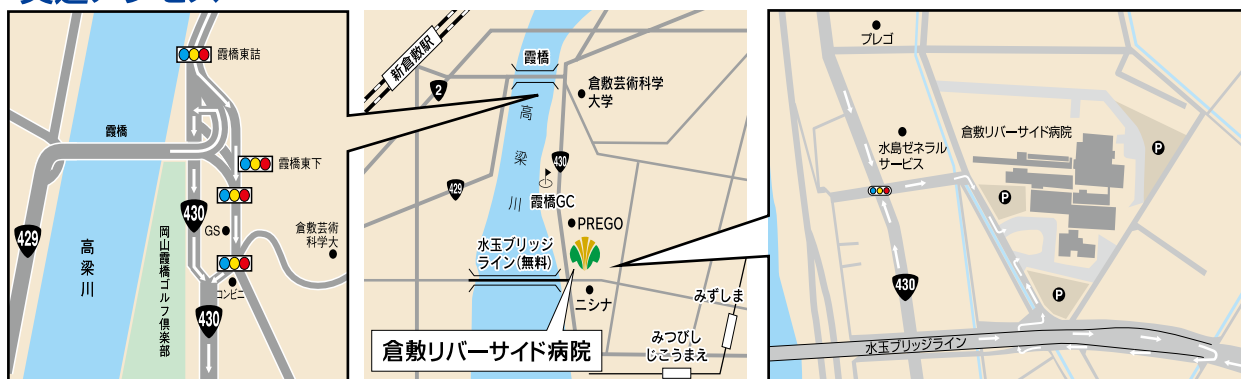 霞橋東詰
霞橋
霞橋東下
430
GS
倉敷芸術
科学大
429
高梁川
岡山霞橋ゴルフ倶楽部
コンビニ
430
新倉敷駅
霞橋
2
倉敷芸術科学
大学
高梁川
430
429
霞橋GC
PREGO
水玉ブリッジ
ライン(無料)
ニシナ
みずしま
みつびし
じこうまえ
倉敷リバーサイド病院
プレゴ
水島ゼネラル
サービス
倉敷リバーサイド病院
P
P
P
430
水玉ブリッジライン